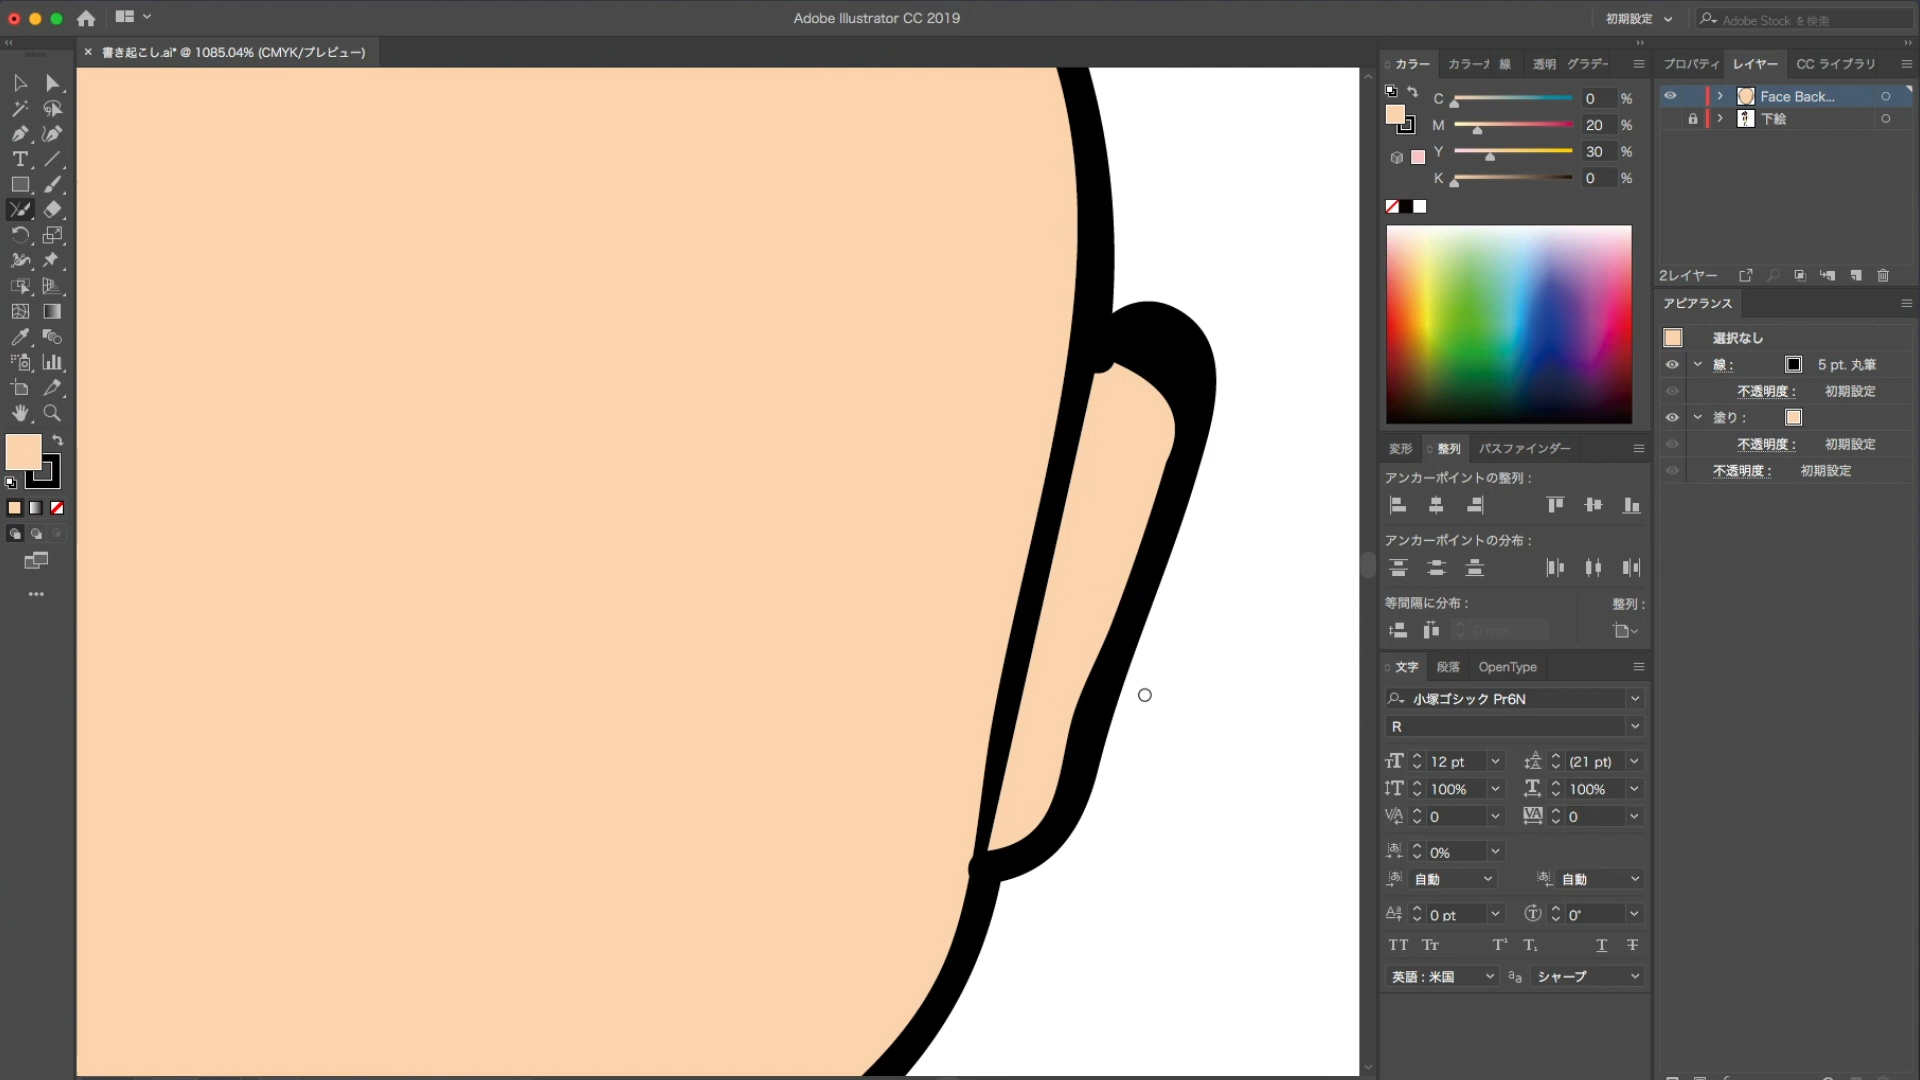 Adobe Illustrator CC 2019
初期設定
Adobe Stock を検索
× 書き起こし.ai* @ 1085.04% (CMYK/プレビュー)
カラー カラーガ 線 透明 グラデ-
C 0 %
M 20 %
Y 30 %
K 0 %
プロパティ レイヤー CC ライブラリ
Face Back...
下絵
2レイヤー
アピアランス
選択なし
線 : 5 pt. 丸筆
不透明度 : 初期設定
塗り :
不透明度 : 初期設定
不透明度 : 初期設定
変形 整列 パスファインダー
アンカーポイントの整列 :
アンカーポイントの分布 :
等間隔に分布 : 整列 :
0 mm
文字 段落 OpenType
小塚ゴシック Pr6N
R
12 pt (21 pt)
100% 100%
0 0
0%
自動 自動
0 pt 0°
TT Tr T¹ T₁ T T
英語 : 米国 aa シャープ